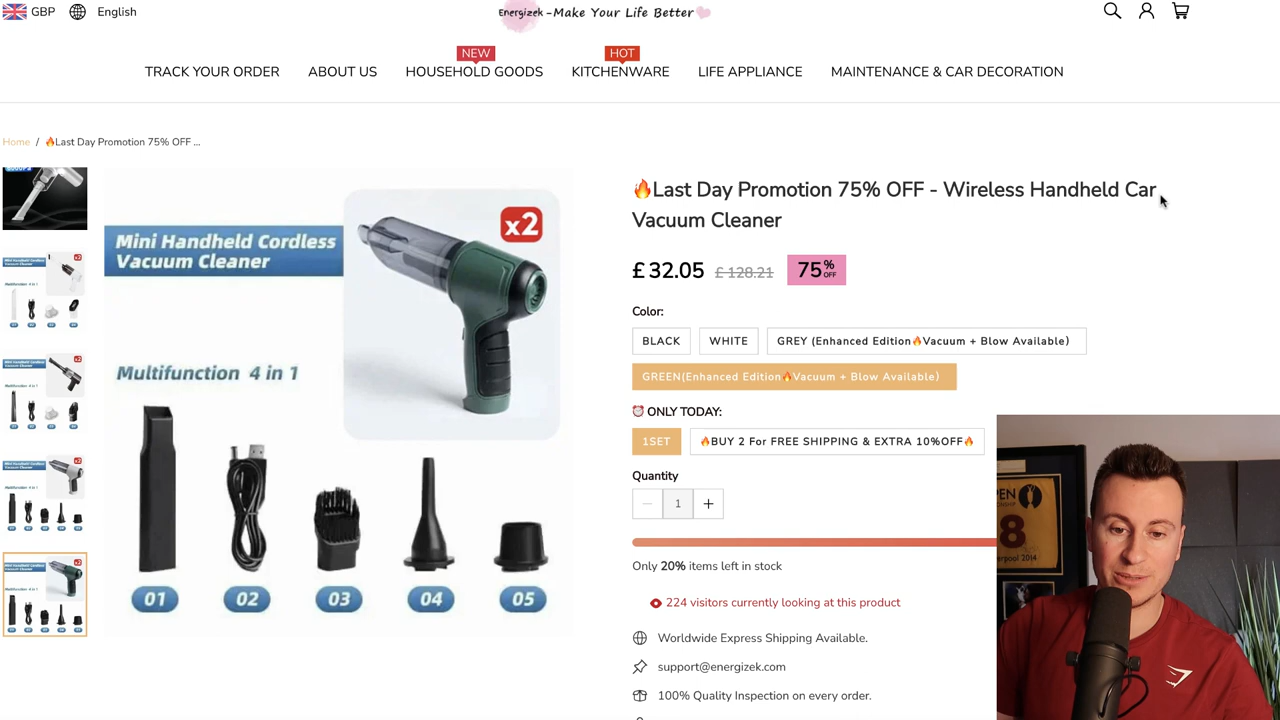 GBP English
Energizek -Make Your Life Better
NEW HOT
TRACK YOUR ORDER ABOUT US HOUSEHOLD GOODS KITCHENWARE LIFE APPLIANCE MAINTENANCE & CAR DECORATION
Home / 🔥Last Day Promotion 75% OFF ...
Mini Handheld Cordless
Vacuum Cleaner
x2
Multifunction 4 in 1
01 02 03 04 05
🔥Last Day Promotion 75% OFF - Wireless Handheld Car
Vacuum Cleaner
£ 32.05 £ 128.21 75% OFF
Color:
BLACK WHITE GREY (Enhanced Edition🔥Vacuum + Blow Available)
GREEN(Enhanced Edition🔥Vacuum + Blow Available)
⏰ ONLY TODAY:
1SET 🔥BUY 2 For FREE SHIPPING & EXTRA 10%OFF🔥
Quantity
− 1 +
Only 20% items left in stock
224 visitors currently looking at this product
Worldwide Express Shipping Available.
support@energizek.com
100% Quality Inspection on every order.
PEN
8
erpool 2014